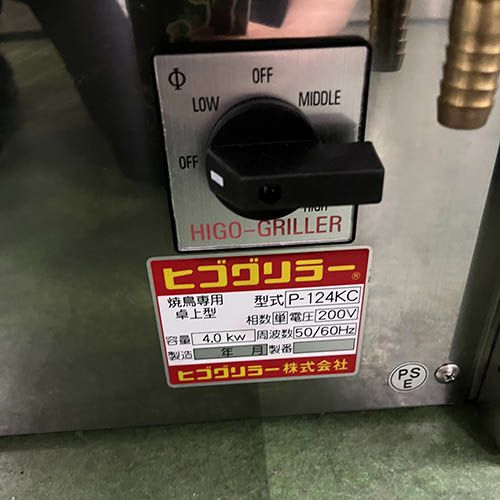 Φ
OFF
LOW
MIDDLE
OFF
HIGH
HIGO-GRILLER
ヒゴグリラー®
焼鳥専用
卓上型
型式 P-124KC
相数 単 電圧 200V
容量 4.0 kw 周波数 50/60Hz
製造 年 月 製番
ヒゴグリラー株式会社
PS
E